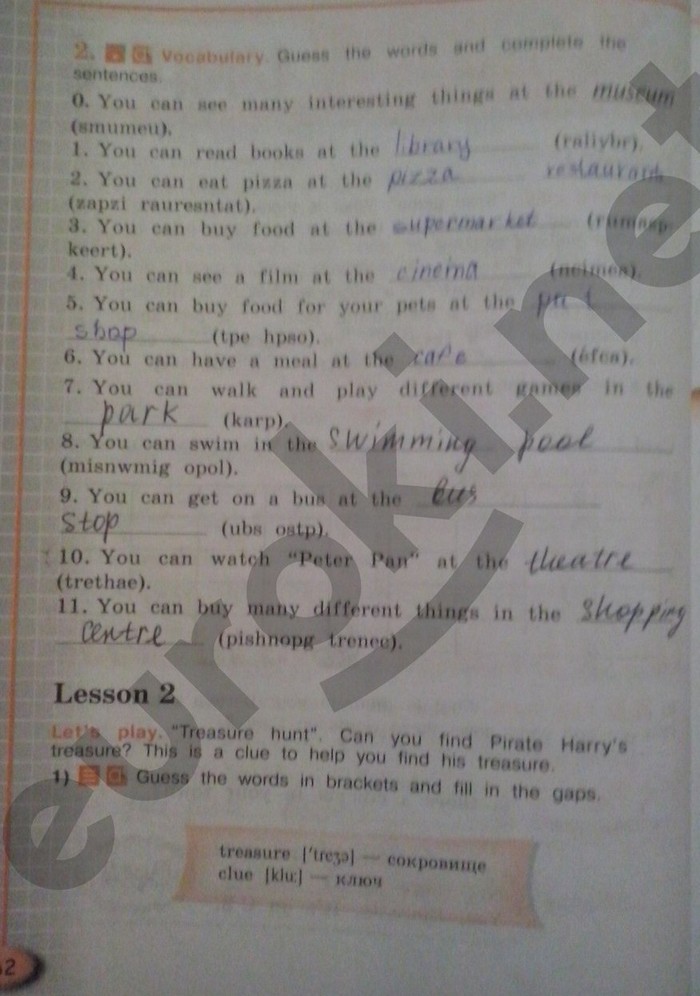 2. Vocabulary. Guess the words and complete the
sentences.
0. You can see many interesting things at the museum
(smumeu).
1. You can read books at the library (raliybr).
2. You can eat pizza at the pizza restaurant
(zapzi rauresntat).
3. You can buy food at the supermarket (rumasp
keert).
4. You can see a film at the cinema (neimca).
5. You can buy food for your pets at the pet
shop (tpe hpso).
6. You can have a meal at the cafe (éfca).
7. You can walk and play different games in the
park (karp).
8. You can swim in the swimming pool
(misnwmig opol).
9. You can get on a bus at the bus
stop (ubs ostp).
10. You can watch “Peter Pan” at the theatre
(trethae).
11. You can buy many different things in the shopping
centre (pishnopg trenec).
Lesson 2
Let's play. “Treasure hunt”. Can you find Pirate Harry's
treasure? This is a clue to help you find his treasure.
1) Guess the words in brackets and fill in the gaps.
treasure ['treʒə] — сокровище
clue [klu:] — ключ
2
euroki.net